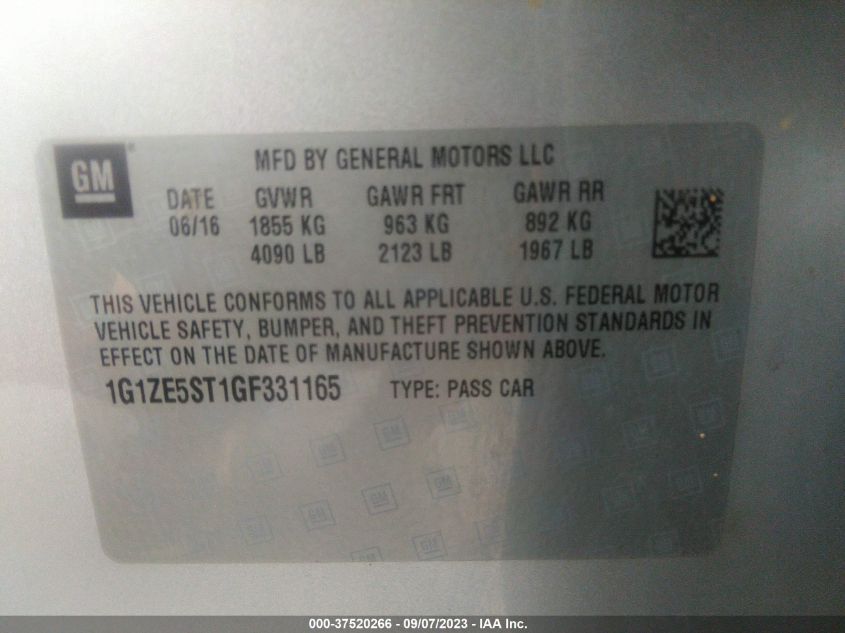 GM®
MFD BY GENERAL MOTORS LLC
DATE GVWR GAWR FRT GAWR RR
06/16 1855 KG 963 KG 892 KG
4090 LB 2123 LB 1967 LB
THIS VEHICLE CONFORMS TO ALL APPLICABLE U.S. FEDERAL MOTOR
VEHICLE SAFETY, BUMPER, AND THEFT PREVENTION STANDARDS IN
EFFECT ON THE DATE OF MANUFACTURE SHOWN ABOVE.
1G1ZE5ST1GF331165 TYPE: PASS CAR
000-37520266 - 09/07/2023 - IAA Inc.